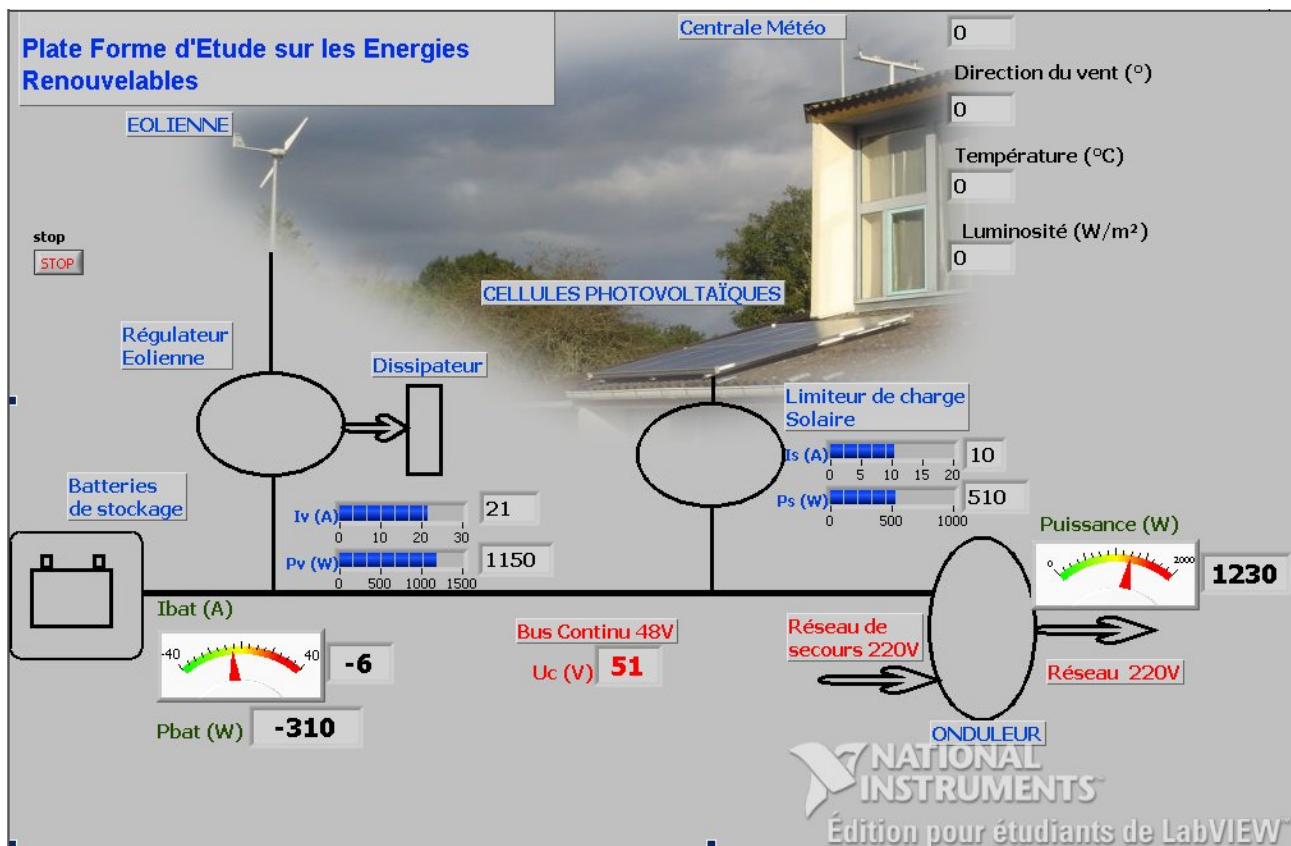 Plate Forme d'Etude sur les Energies
Renouvelables
Centrale Météo
0
Direction du vent (°)
0
EOLIENNE
Température (°C)
0
Luminosité (W/m²)
0
stop
STOP
CELLULES PHOTOVOLTAÏQUES
Régulateur
Eolienne
Dissipateur
Limiteur de charge
Solaire
Is (A)
0 5 10 15 20
10
Ps (W)
0 500 1000
510
Batteries
de stockage
Iv (A)
0 10 20 30
21
Pv (W)
0 500 1000 1500
1150
Puissance (W)
0 2000
1230
Ibat (A)
-40 40
-6
Pbat (W) -310
Bus Continu 48V
Uc (V) 51
Réseau de
secours 220V
Réseau 220V
ONDULEUR
NATIONAL
INSTRUMENTS™
Édition pour étudiants de LabVIEW™